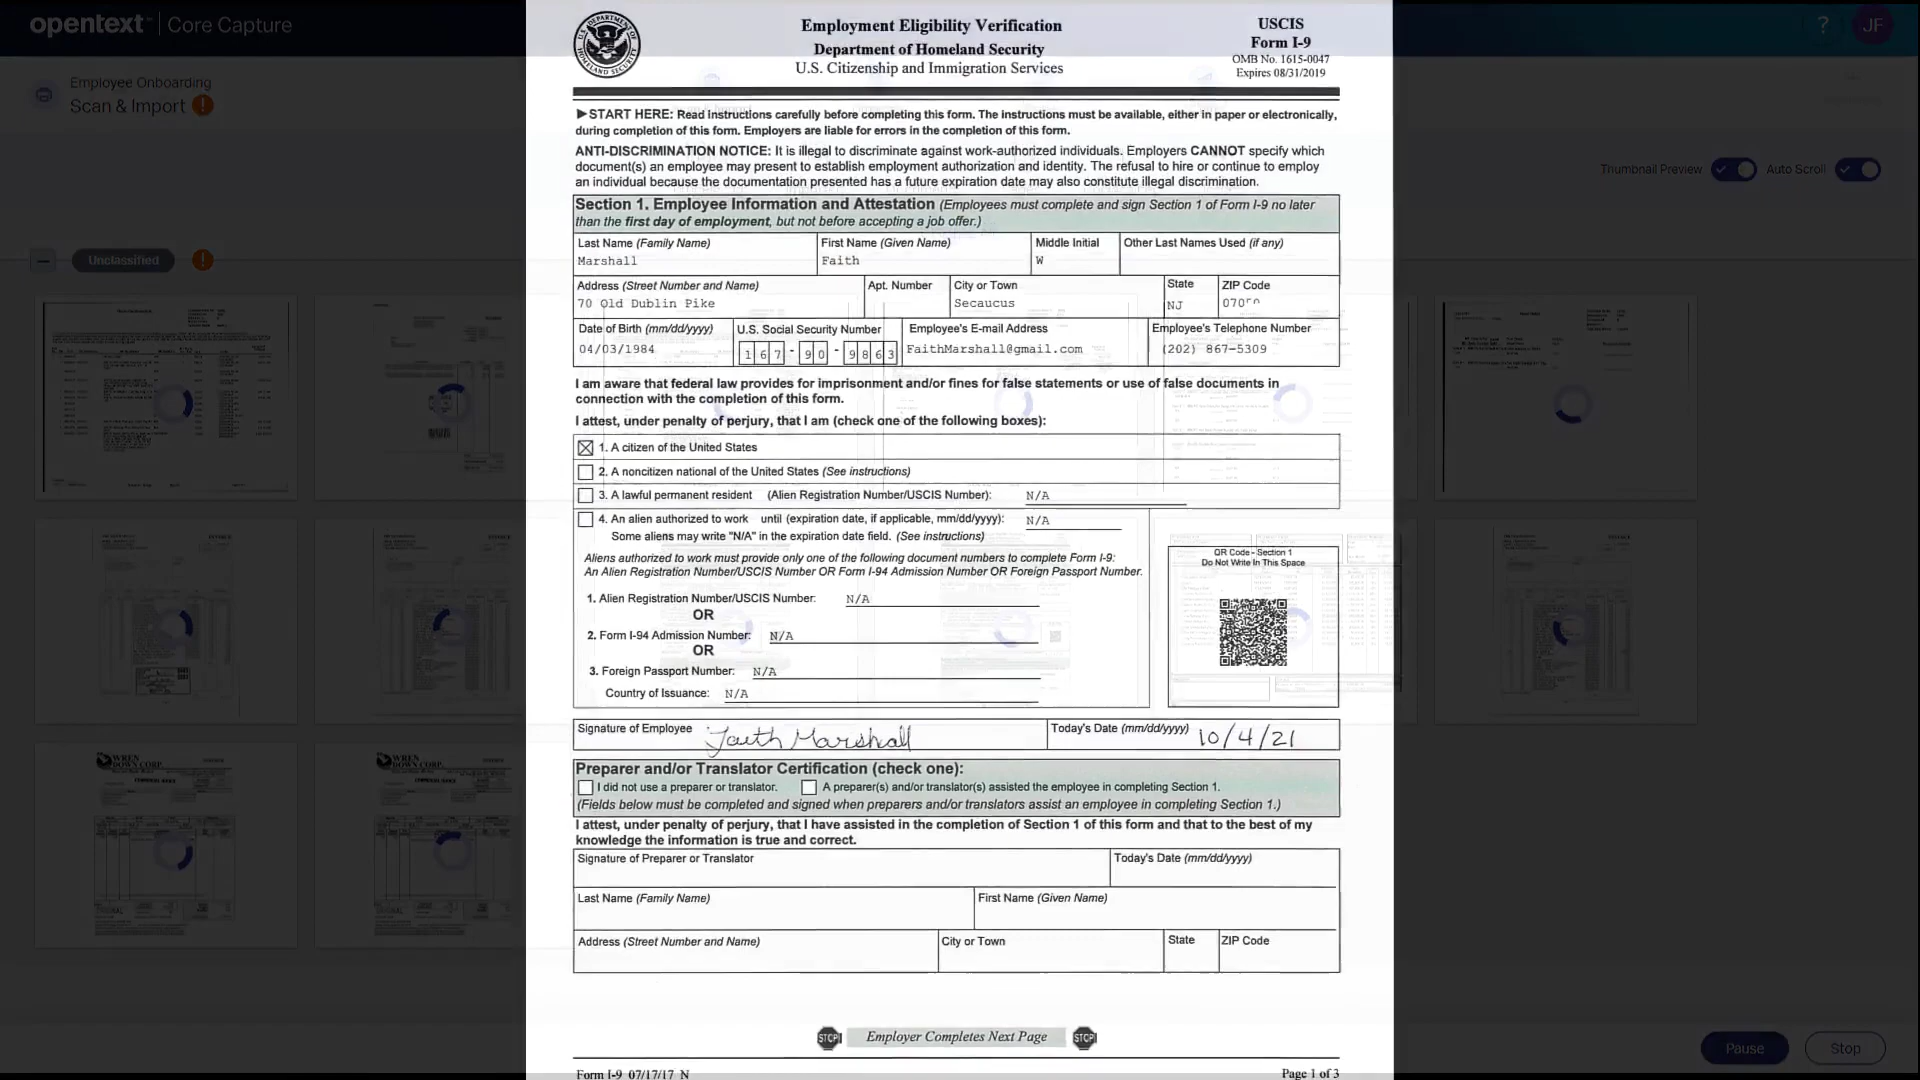 opentext | Core Capture
? JF
Employee Onboarding
Scan & Import
Thumbnail Preview Auto Scroll
Unclassified
Employment Eligibility Verification
Department of Homeland Security
U.S. Citizenship and Immigration Services
USCIS
Form I-9
OMB No. 1615-0047
Expires 08/31/2019
►START HERE: Read instructions carefully before completing this form. The instructions must be available, either in paper or electronically,
during completion of this form. Employers are liable for errors in the completion of this form.
ANTI-DISCRIMINATION NOTICE: It is illegal to discriminate against work-authorized individuals. Employers CANNOT specify which
document(s) an employee may present to establish employment authorization and identity. The refusal to hire or continue to employ
an individual because the documentation presented has a future expiration date may also constitute illegal discrimination.
Section 1. Employee Information and Attestation (Employees must complete and sign Section 1 of Form I-9 no later
than the first day of employment, but not before accepting a job offer.)
Last Name (Family Name) First Name (Given Name) Middle Initial Other Last Names Used (if any)
Marshall Faith W
Address (Street Number and Name) Apt. Number City or Town State ZIP Code
70 Old Dublin Pike Secaucus NJ
Date of Birth (mm/dd/yyyy) U.S. Social Security Number Employee's E-mail Address Employee's Telephone Number
04/03/1984 167-90-9863 FaithMarshall@gmail.com (202) 867-5309
I am aware that federal law provides for imprisonment and/or fines for false statements or use of false documents in
connection with the completion of this form.
I attest, under penalty of perjury, that I am (check one of the following boxes):
1. A citizen of the United States
2. A noncitizen national of the United States (See instructions)
3. A lawful permanent resident (Alien Registration Number/USCIS Number): N/A
4. An alien authorized to work until (expiration date, if applicable, mm/dd/yyyy): N/A
Some aliens may write "N/A" in the expiration date field. (See instructions)
Aliens authorized to work must provide only one of the following document numbers to complete Form I-9:
An Alien Registration Number/USCIS Number OR Form I-94 Admission Number OR Foreign Passport Number.
1. Alien Registration Number/USCIS Number: N/A
OR
2. Form I-94 Admission Number: N/A
OR
3. Foreign Passport Number: N/A
Country of Issuance: N/A
QR Code - Section 1
Do Not Write In This Space
Signature of Employee Faith Marshall Today's Date (mm/dd/yyyy) 10/4/21
Preparer and/or Translator Certification (check one):
I did not use a preparer or translator. A preparer(s) and/or translator(s) assisted the employee in completing Section 1.
(Fields below must be completed and signed when preparers and/or translators assist an employee in completing Section 1.)
I attest, under penalty of perjury, that I have assisted in the completion of Section 1 of this form and that to the best of my
knowledge the information is true and correct.
Signature of Preparer or Translator Today's Date (mm/dd/yyyy)
Last Name (Family Name) First Name (Given Name)
Address (Street Number and Name) City or Town State ZIP Code
STOP Employer Completes Next Page STOP
Form I-9 07/17/17 N Page 1 of 3
WREN
DOWN CORP.
WREN
DOWN CORP.
Pause Stop